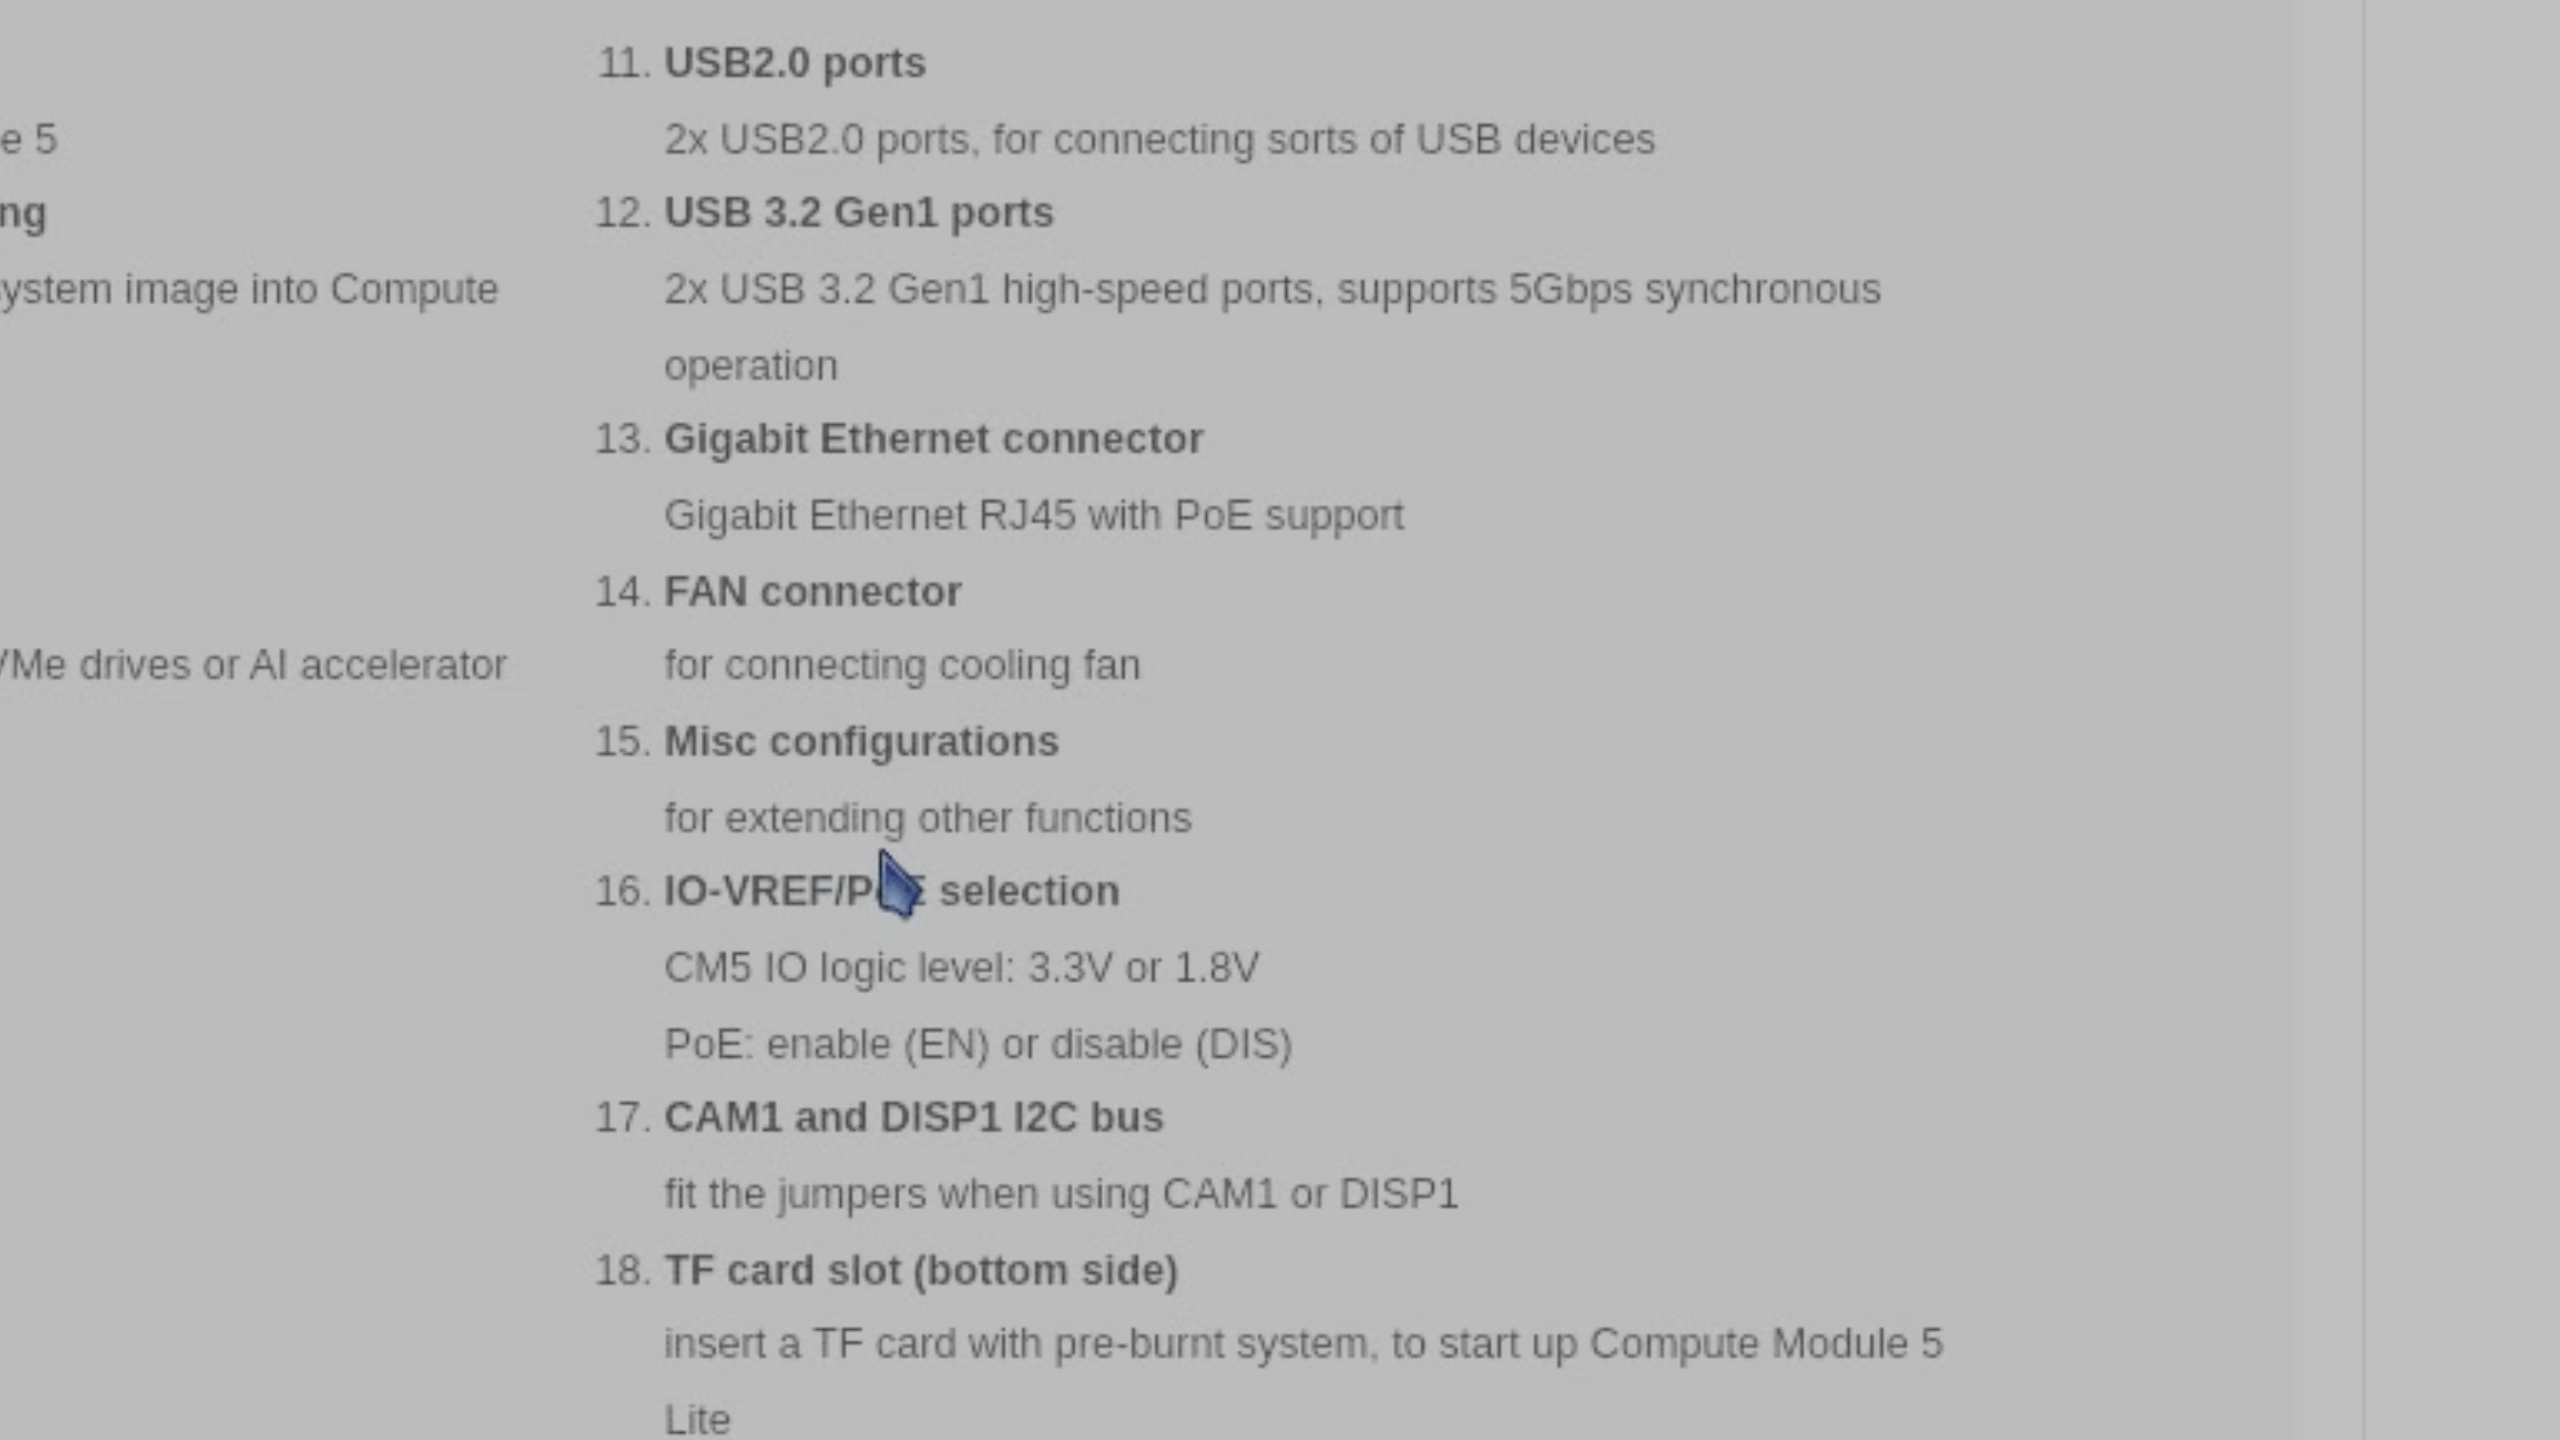 11. USB2.0 ports
e 5
2x USB2.0 ports, for connecting sorts of USB devices
ng
12. USB 3.2 Gen1 ports
ystem image into Compute
2x USB 3.2 Gen1 high-speed ports, supports 5Gbps synchronous
operation
13. Gigabit Ethernet connector
Gigabit Ethernet RJ45 with PoE support
14. FAN connector
VMe drives or AI accelerator
for connecting cooling fan
15. Misc configurations
for extending other functions
16. IO-VREF/PoE selection
CM5 IO logic level: 3.3V or 1.8V
PoE: enable (EN) or disable (DIS)
17. CAM1 and DISP1 I2C bus
fit the jumpers when using CAM1 or DISP1
18. TF card slot (bottom side)
insert a TF card with pre-burnt system, to start up Compute Module 5
Lite